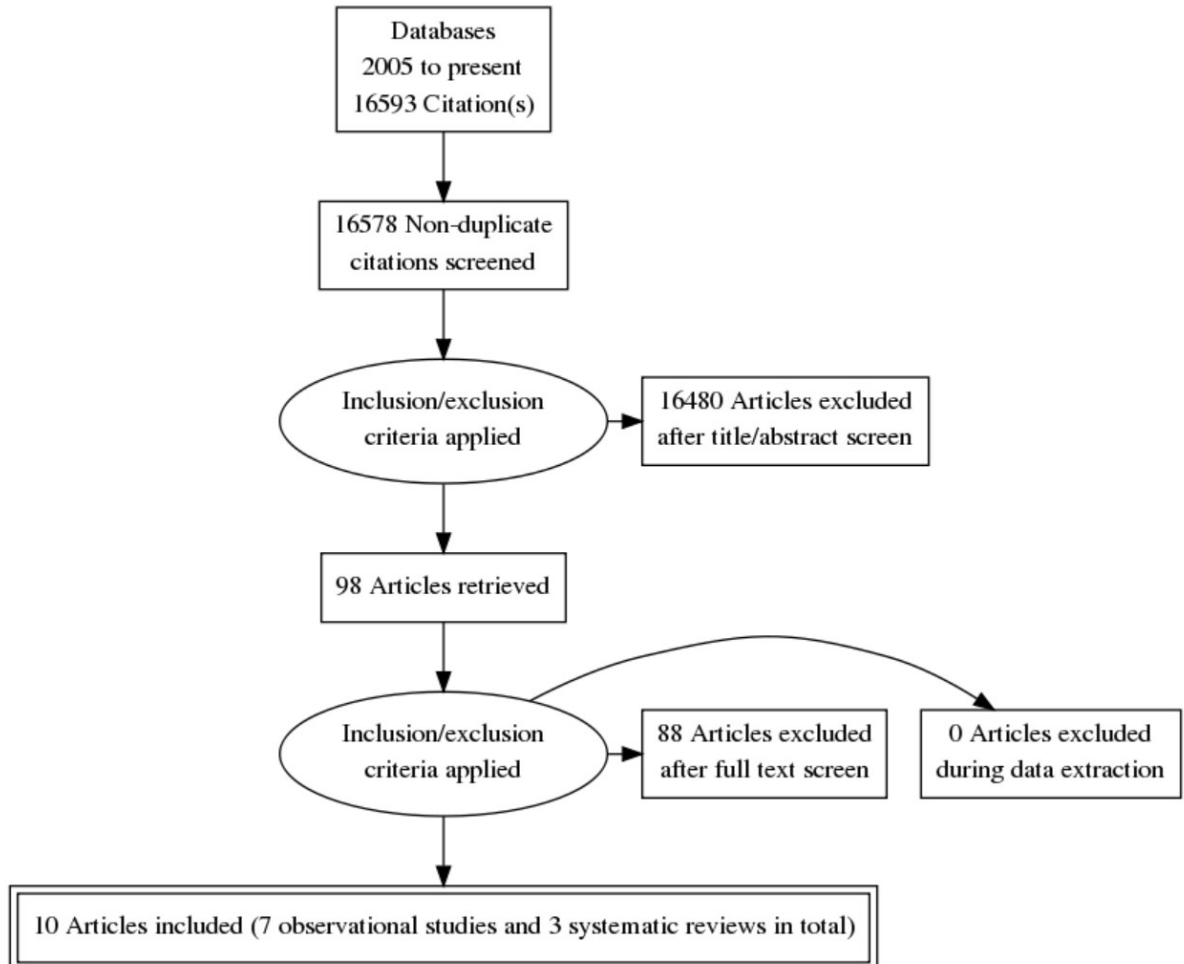 Databases
2005 to present
16593 Citation(s)
16578 Non-duplicate
citations screened
Inclusion/exclusion
criteria applied
16480 Articles excluded
after title/abstract screen
98 Articles retrieved
Inclusion/exclusion
criteria applied
88 Articles excluded
after full text screen
0 Articles excluded
during data extraction
10 Articles included (7 observational studies and 3 systematic reviews in total)